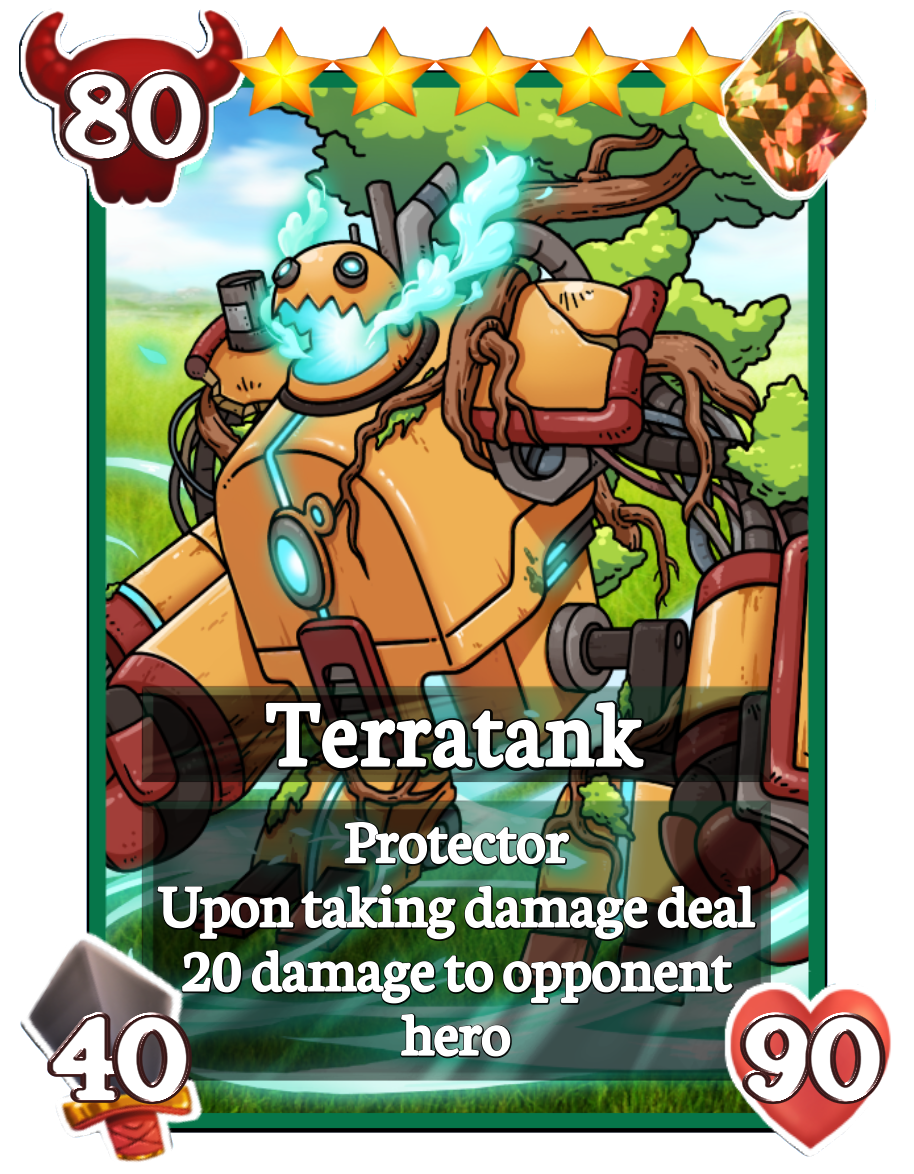 80
Terratank
Protector
Upon taking damage deal
20 damage to opponent
hero
40
90